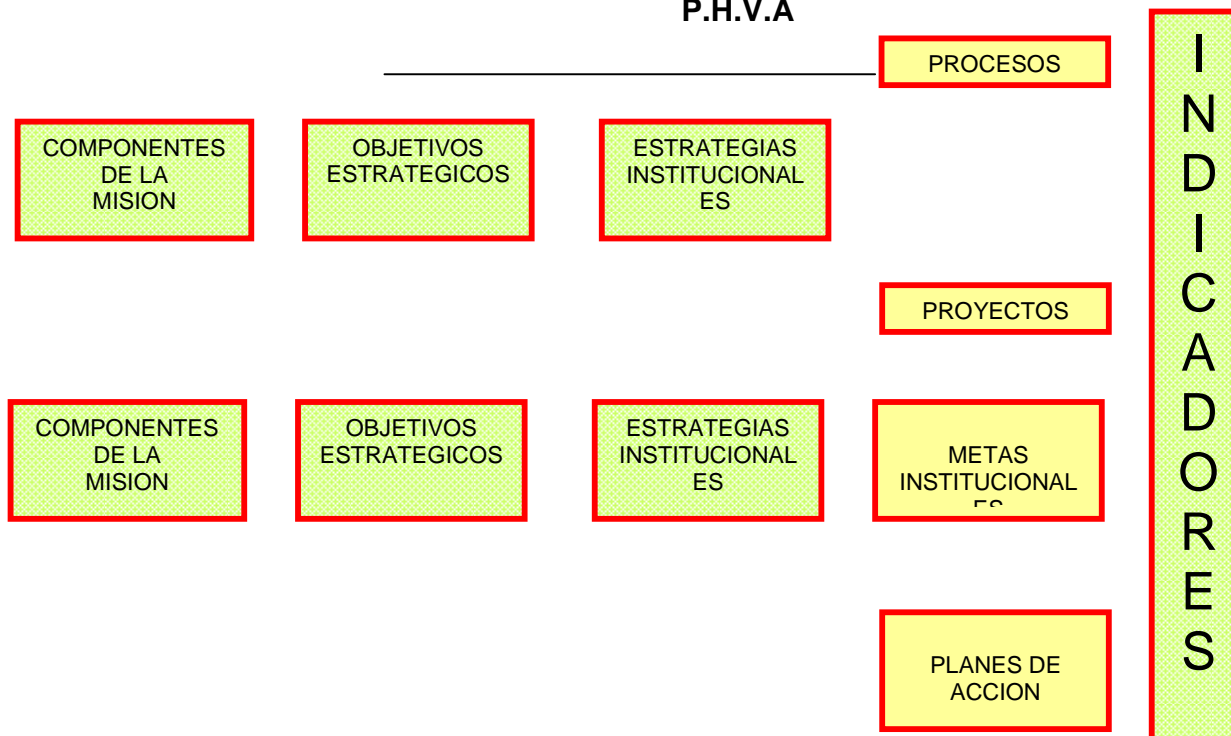 P.H.V.A
PROCESOS
COMPONENTES
DE LA
MISION
OBJETIVOS
ESTRATEGICOS
ESTRATEGIAS
INSTITUCIONAL
ES
PROYECTOS
COMPONENTES
DE LA
MISION
OBJETIVOS
ESTRATEGICOS
ESTRATEGIAS
INSTITUCIONAL
ES
METAS
INSTITUCIONAL
ES
PLANES DE
ACCION
I
N
D
I
C
A
D
O
R
E
S